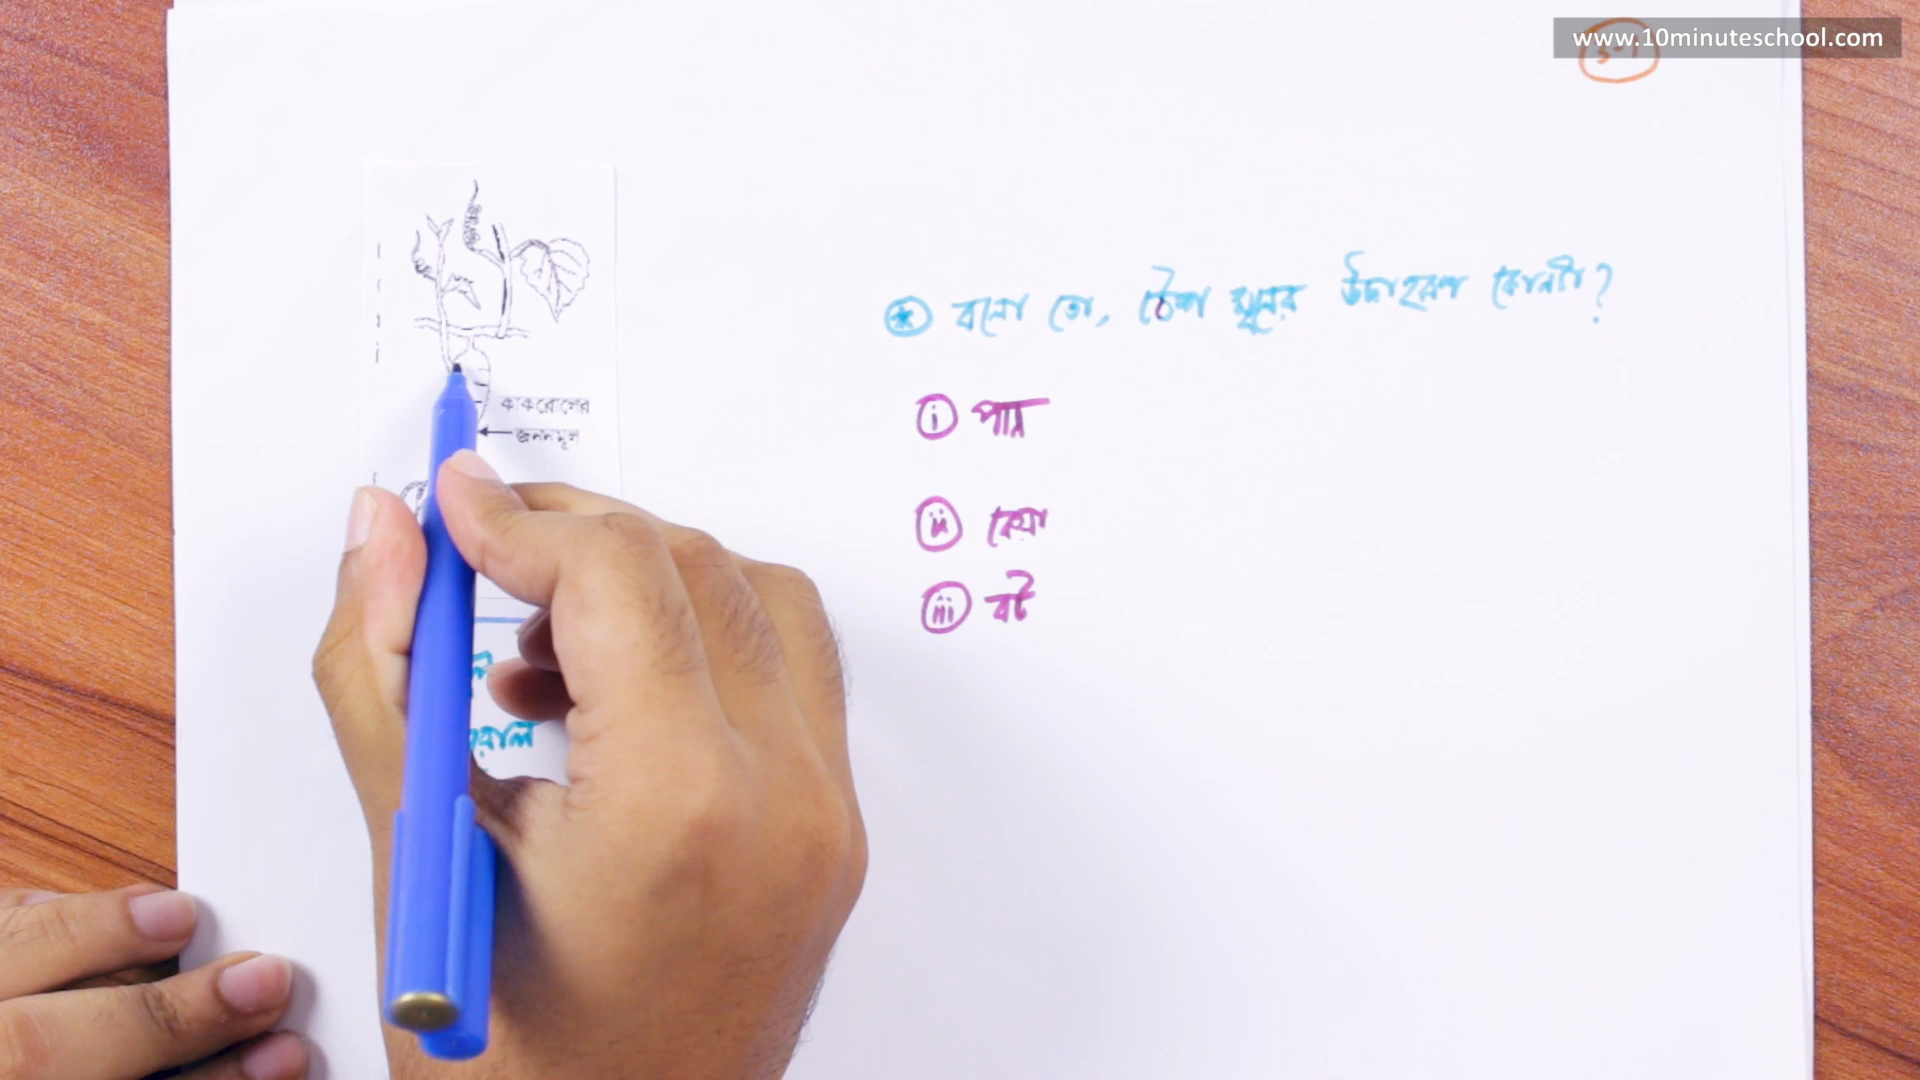 www.10minuteschool.com
বলো তো, ঠেশ মূলের উদাহরণ কোনটা?
i পান
ii কেয়া
iii বট
কাকরোলের
জননমূল